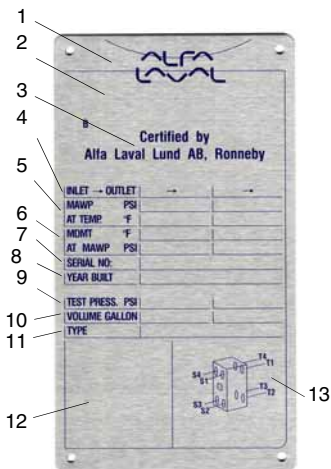 1
2
3
4
5
6
7
8
9
10
11
12
13
ALFA
LAVAL
B
Certified by
Alfa Laval Lund AB, Ronneby
INLET → OUTLET → →
MAWP PSI
AT TEMP. °F
MDMT °F
AT MAWP PSI
SERIAL NO:
YEAR BUILT
TEST PRESS. PSI
VOLUME GALLON
TYPE
S4 T4
S1 T1
S3 T3
S2 T2